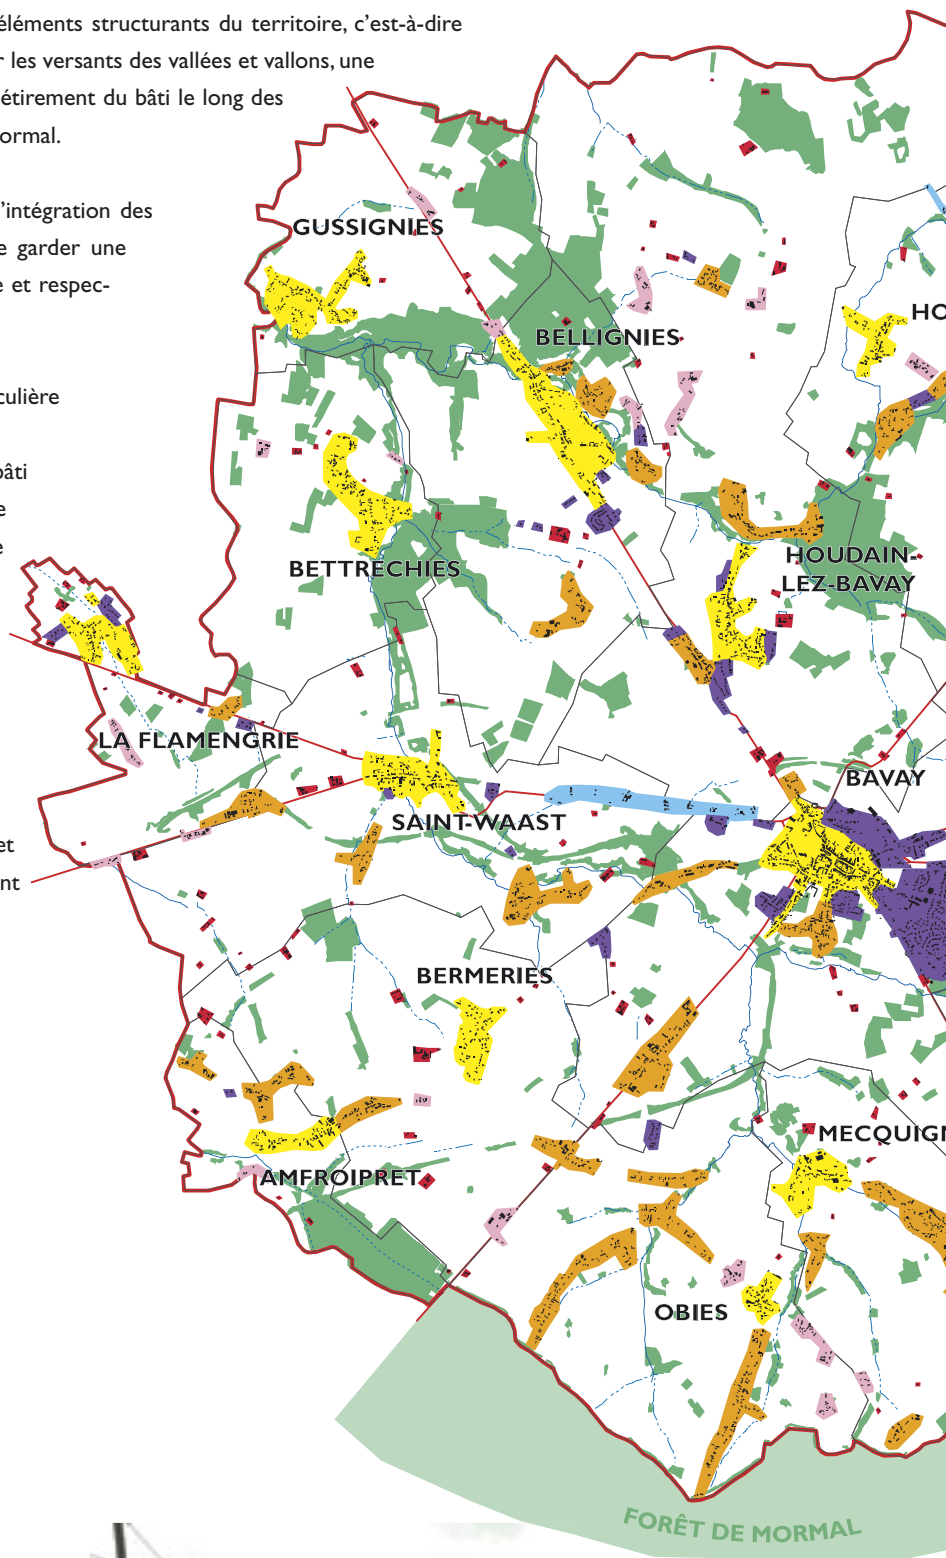 éléments structurants du territoire, c'est-à-dire
r les versants des vallées et vallons, une
étirement du bâti le long des
ormal.
l'intégration des
e garder une
e et respec-
culière
bâti
e
e
et
ent
GUSSIGNIES
BELLIGNIES
HO
BETTRECHIES
HOUDAIN-
LEZ-BAVAY
LA FLAMENGRIE
BAVAY
SAINT-WAAST
BERMERIES
MECQUIGN
AMFROIPRET
OBIES
FORÊT DE MORMAL